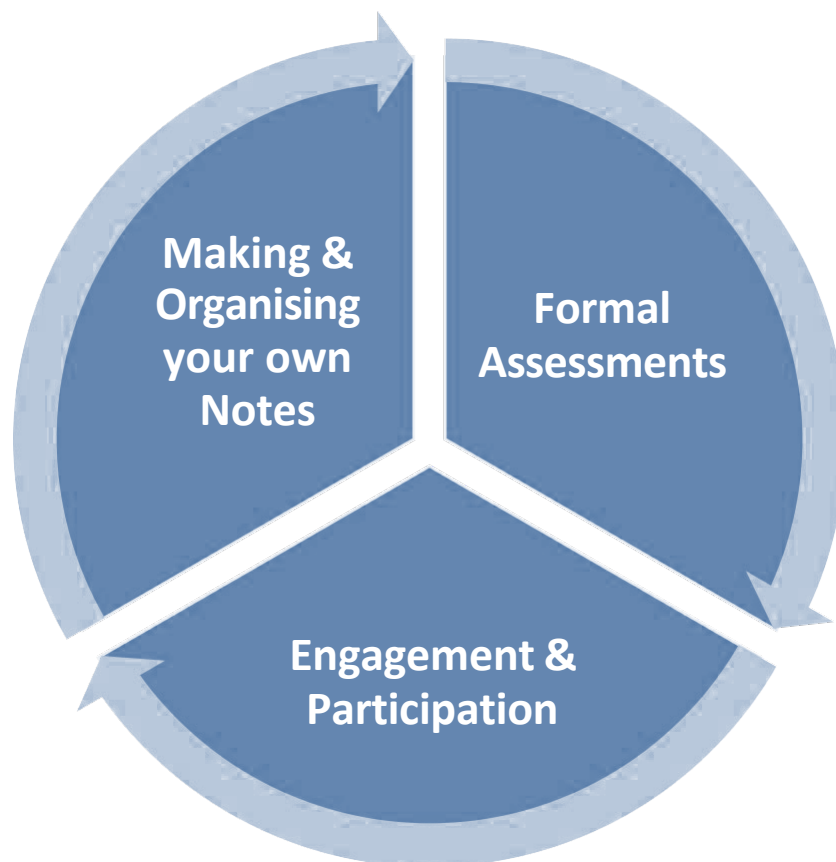 Making &
Organising
your own
Notes
Formal
Assessments
Engagement &
Participation